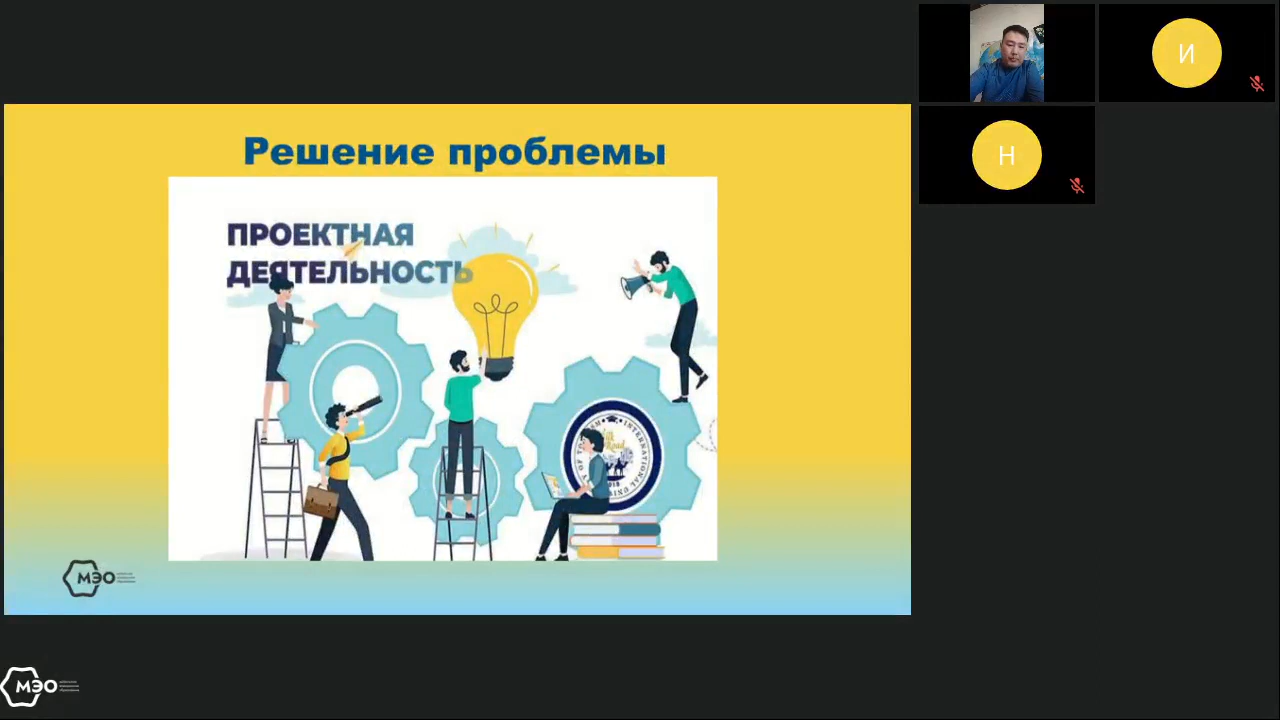 Решение проблемы
ПРОЕКТНАЯ
ДЕЯТЕЛЬНОСТЬ
МЭО
МЭО
И
Н